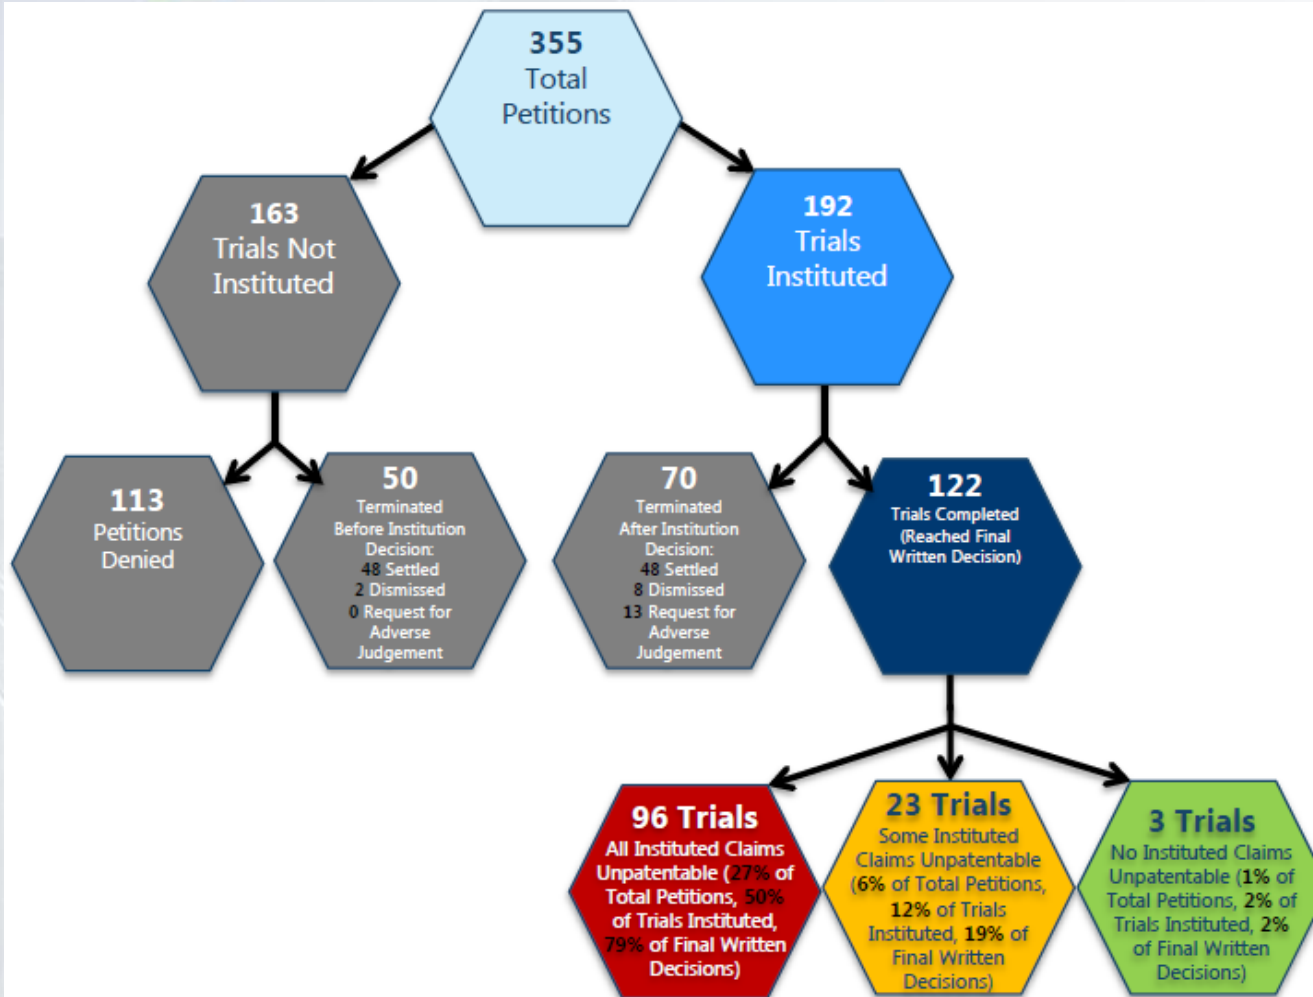 355
Total
Petitions
163
Trials Not
Instituted
192
Trials
Instituted
113
Petitions
Denied
50
Terminated
Before Institution
Decision:
48 Settled
2 Dismissed
0 Request for
Adverse
Judgement
70
Terminated
After Institution
Decision:
48 Settled
8 Dismissed
13 Request for
Adverse
Judgement
122
Trials Completed
(Reached Final
Written Decision)
96 Trials
All Instituted Claims
Unpatentable (27% of
Total Petitions, 50%
of Trials Instituted,
79% of Final Written
Decisions)
23 Trials
Some Instituted
Claims Unpatentable
(6% of Total Petitions,
12% of Trials
Instituted, 19% of
Final Written
Decisions)
3 Trials
No Instituted Claims
Unpatentable (1% of
Total Petitions, 2% of
Trials Instituted, 2%
of Final Written
Decisions)